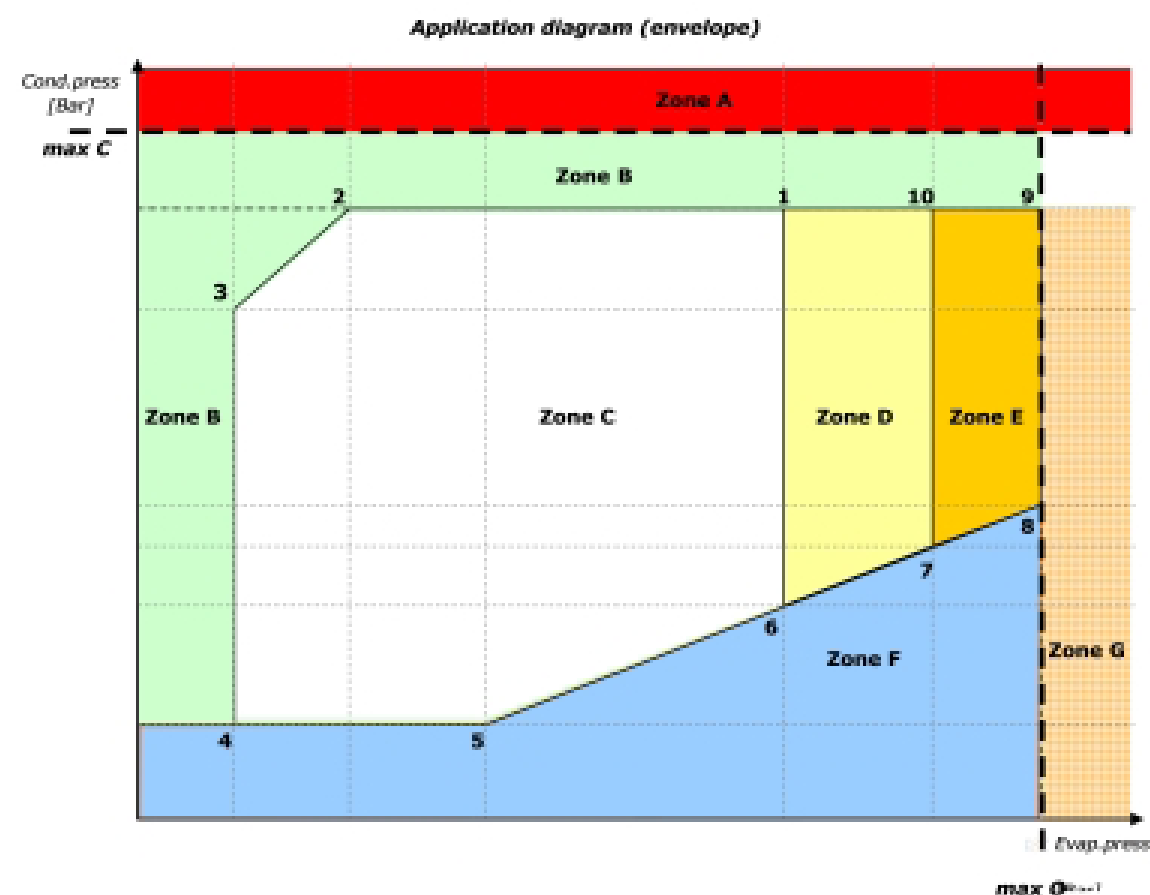 Application diagram (envelope)
Cond.press
[Bar]
Zone A
max C
Zone B
2
1
10
9
3
Zone B
Zone C
Zone D
Zone E
8
7
6
Zone F
Zone G
4
5
Evap.press
max